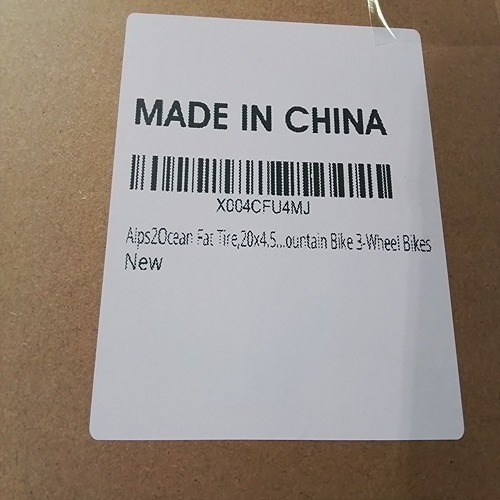 MADE IN CHINA
X004CFU4MJ
Alps2Ocean Fat Tire,20x4.5...ountain Bike 3-Wheel Bikes
New